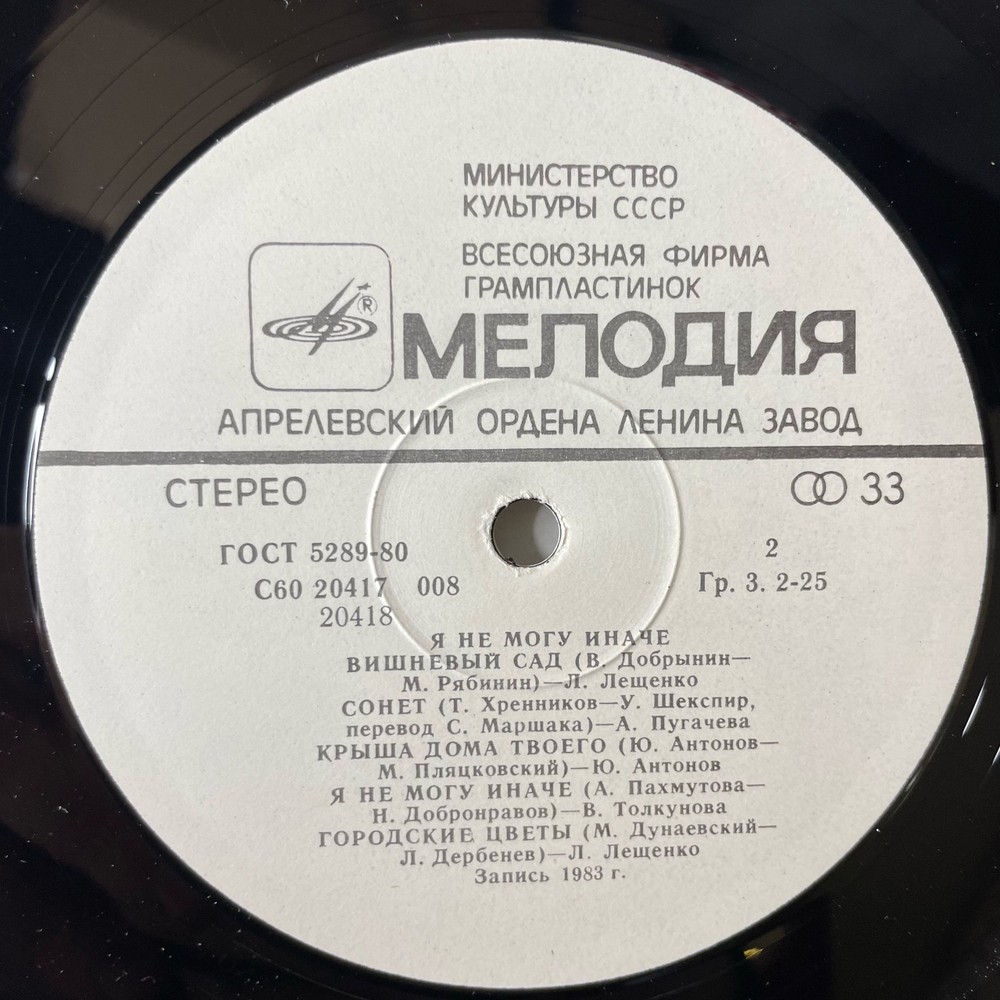 МИНИСТЕРСТВО
КУЛЬТУРЫ СССР
ВСЕСОЮЗНАЯ ФИРМА
ГРАМПЛАСТИНОК
®
МЕЛОДИЯ
АПРЕЛЕВСКИЙ ОРДЕНА ЛЕНИНА ЗАВОД
СТЕРЕО
33
ГОСТ 5289-80
2
С60 20417 008
Гр. 3. 2-25
20418
Я НЕ МОГУ ИНАЧЕ
ВИШНЕВЫЙ САД (В. Добрынин—
М. Рябинин)—Л. Лещенко
СОНЕТ (Т. Хренников—У. Шекспир,
перевод С. Маршака)—А. Пугачева
КРЫША ДОМА ТВОЕГО (Ю. Антонов—
М. Пляцковский)—Ю. Антонов
Я НЕ МОГУ ИНАЧЕ (А. Пахмутова—
Н. Добронравов)—В. Толкунова
ГОРОДСКИЕ ЦВЕТЫ (М. Дунаевский—
Л. Дербенев)—Л. Лещенко
Запись 1983 г.